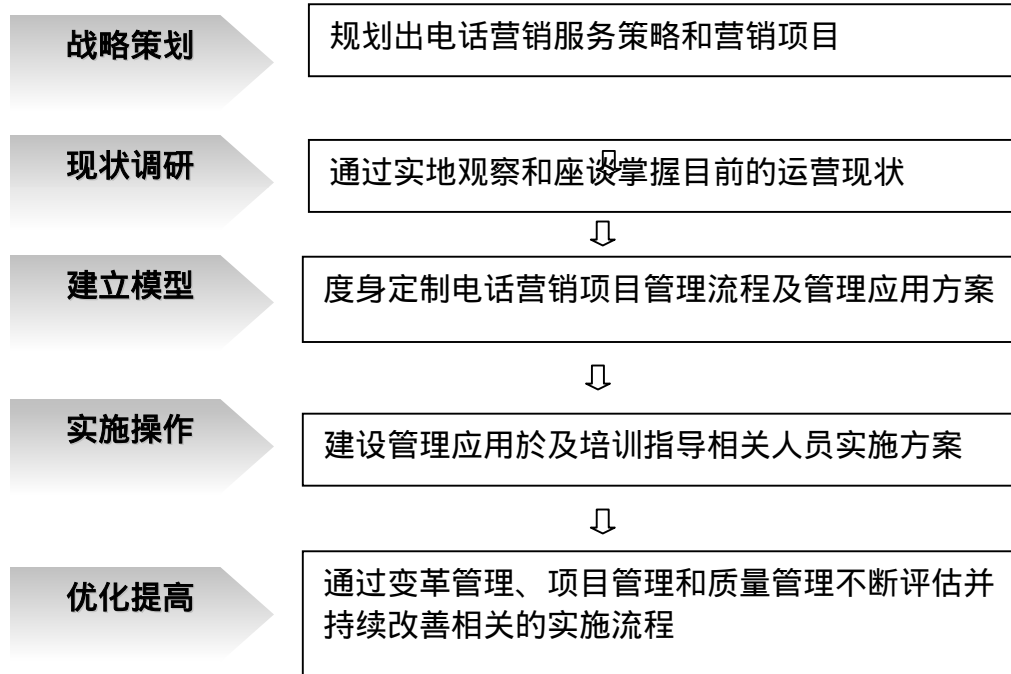 战略策划
规划出电话营销服务策略和营销项目
现状调研
通过实地观察和座谈掌握目前的运营现状
建立模型
度身定制电话营销项目管理流程及管理应用方案
实施操作
建设管理应用於及培训指导相关人员实施方案
优化提高
通过变革管理、项目管理和质量管理不断评估并
持续改善相关的实施流程